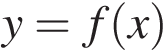 y = f(x)